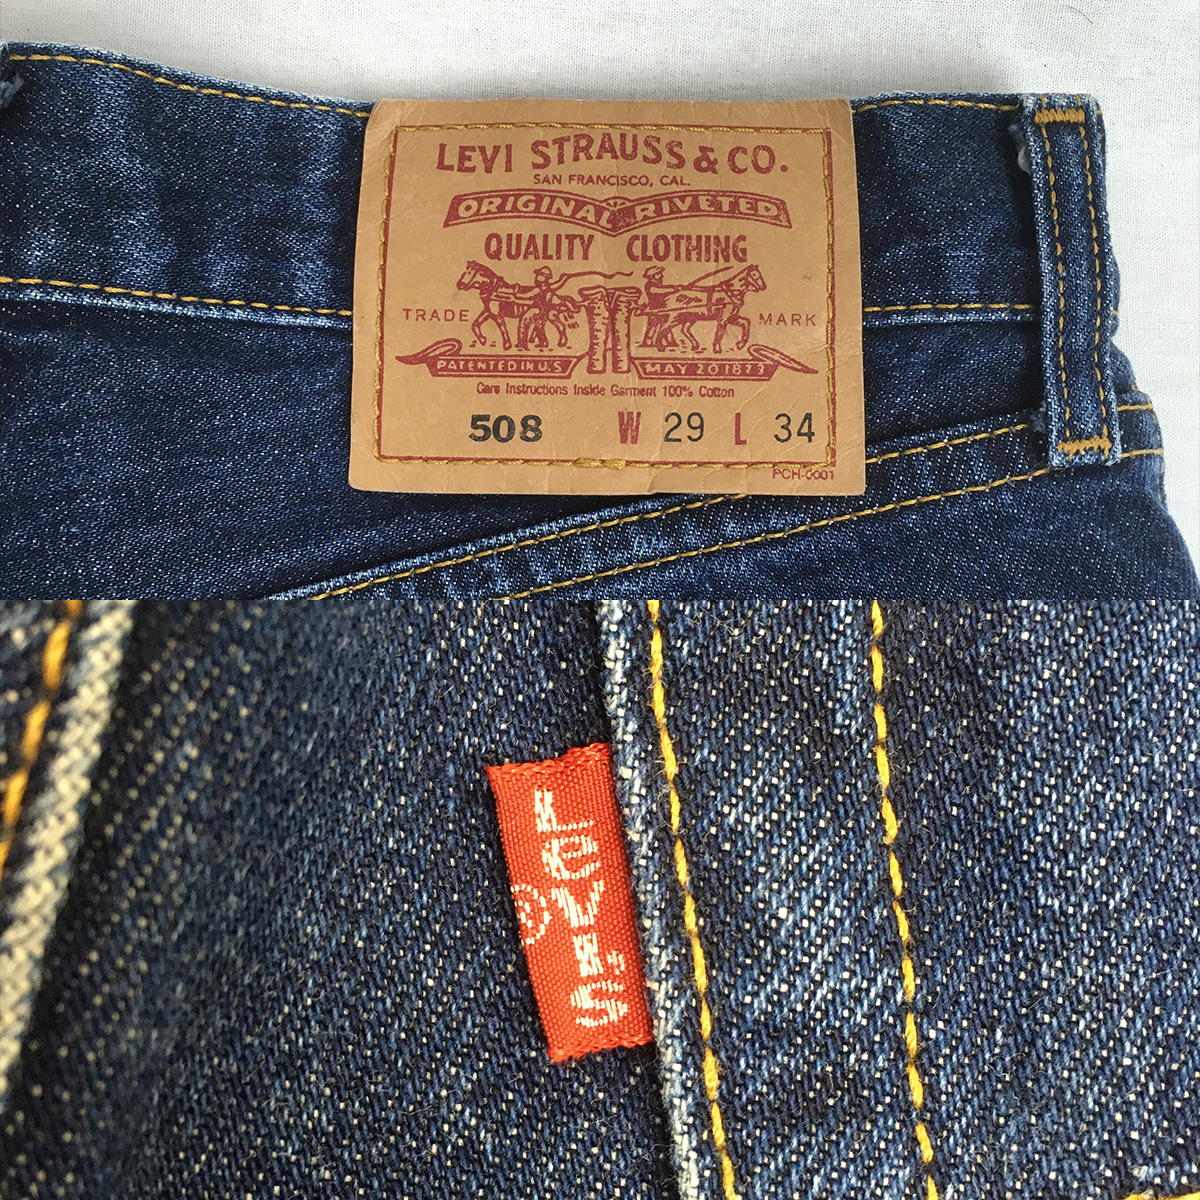 LEVI STRAUSS & CO.
SAN FRANCISCO, CAL.
ORIGINAL RIVETED
QUALITY CLOTHING
TRADE MARK
PATENTED IN U.S MAY 20 1873
Care Instructions Inside Garment 100% Cotton
508 W 29 L 34
PCH-0001
LeVI'S
®